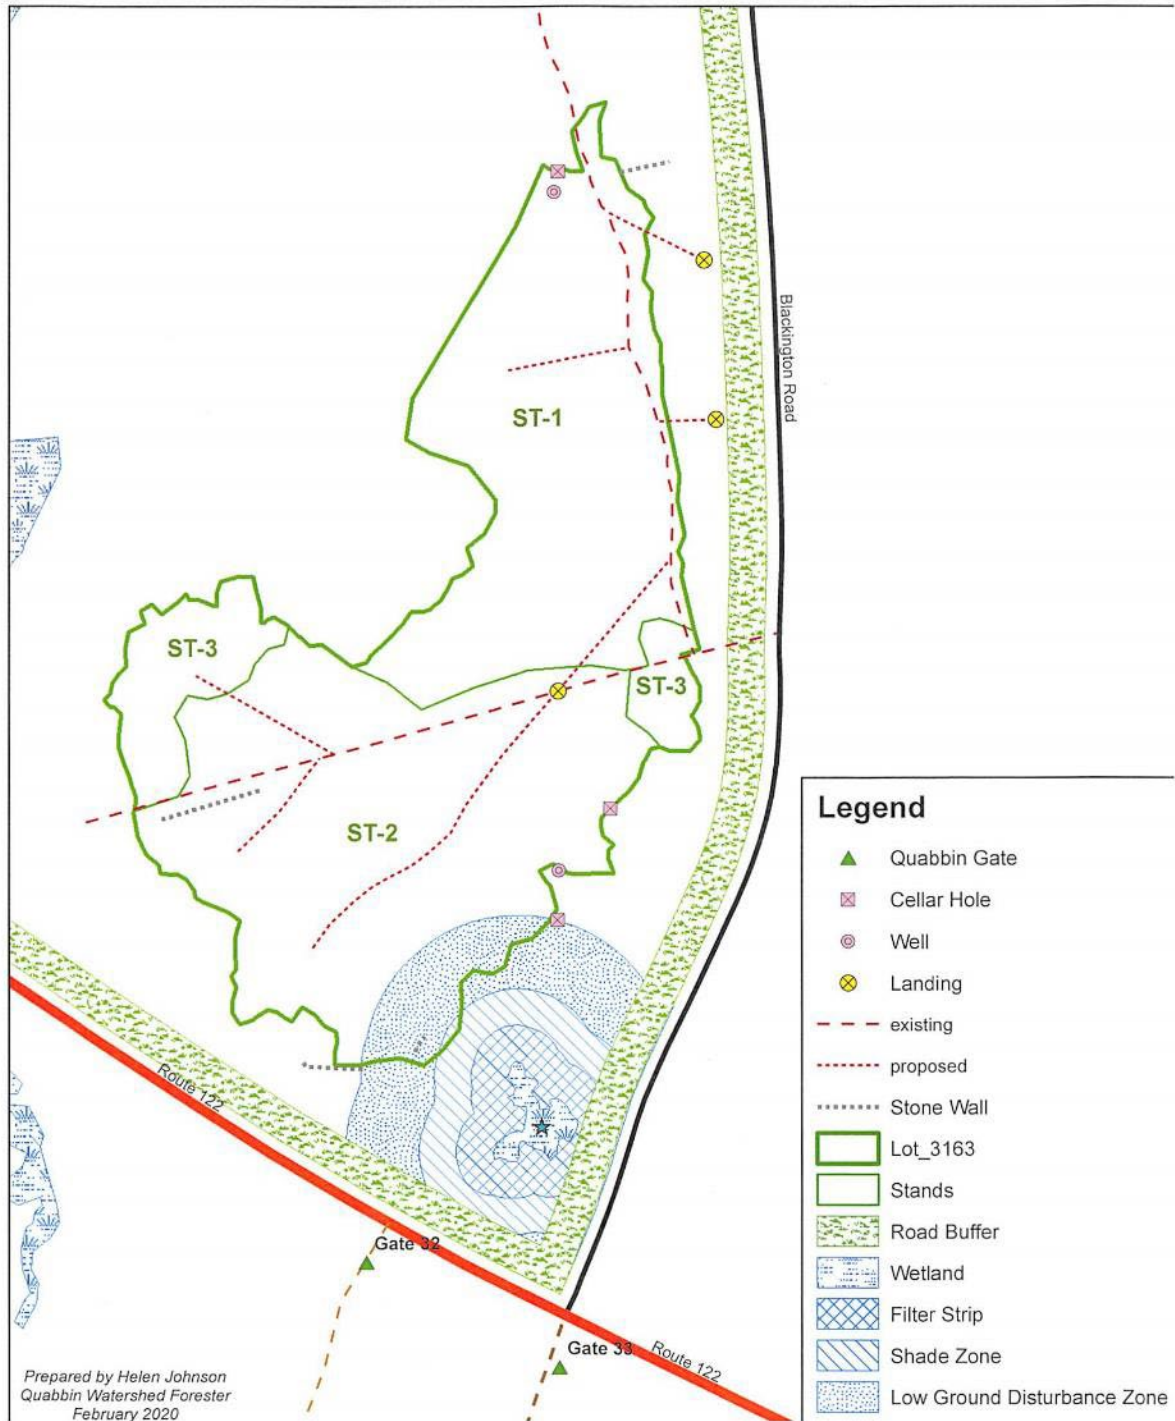 Blackington Road
ST-1
ST-3
ST-3
ST-2
Route 122
Gate 32
Gate 33
Route 122
Prepared by Helen Johnson
Quabbin Watershed Forester
February 2020
Legend
Quabbin Gate
Cellar Hole
Well
Landing
existing
proposed
Stone Wall
Lot_3163
Stands
Road Buffer
Wetland
Filter Strip
Shade Zone
Low Ground Disturbance Zone